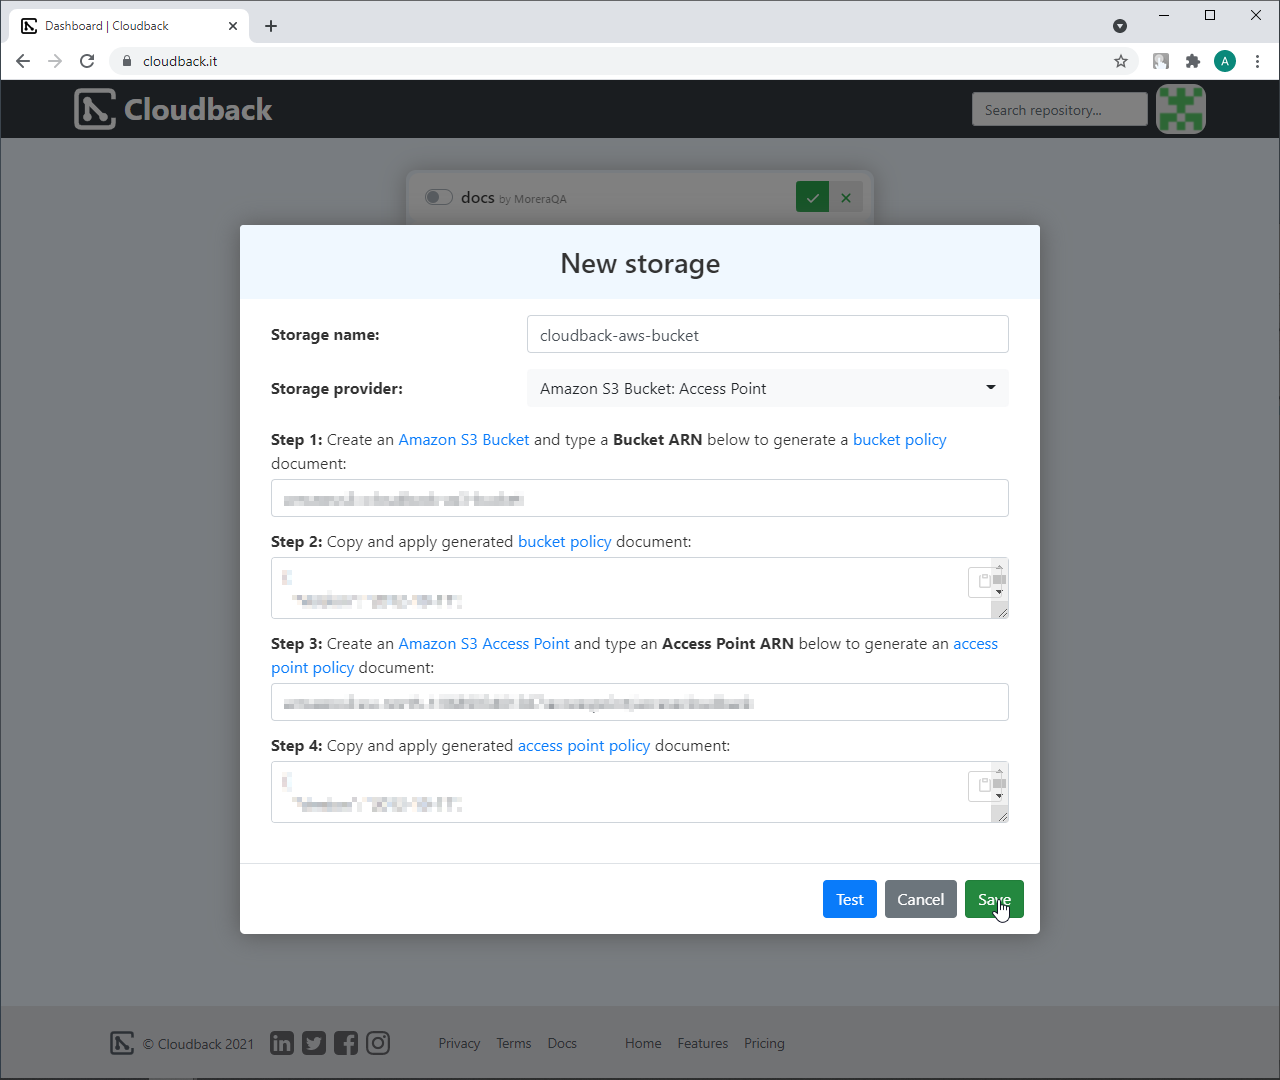 Dashboard | Cloudback
cloudback.it
A
Cloudback
Search repository...
docs by MoreraQA
New storage
Storage name:
cloudback-aws-bucket
Storage provider:
Amazon S3 Bucket: Access Point
Step 1: Create an Amazon S3 Bucket and type a Bucket ARN below to generate a bucket policy
document:
Step 2: Copy and apply generated bucket policy document:
Step 3: Create an Amazon S3 Access Point and type an Access Point ARN below to generate an access
point policy document:
Step 4: Copy and apply generated access point policy document:
Test
Cancel
Save
© Cloudback 2021
Privacy
Terms
Docs
Home
Features
Pricing